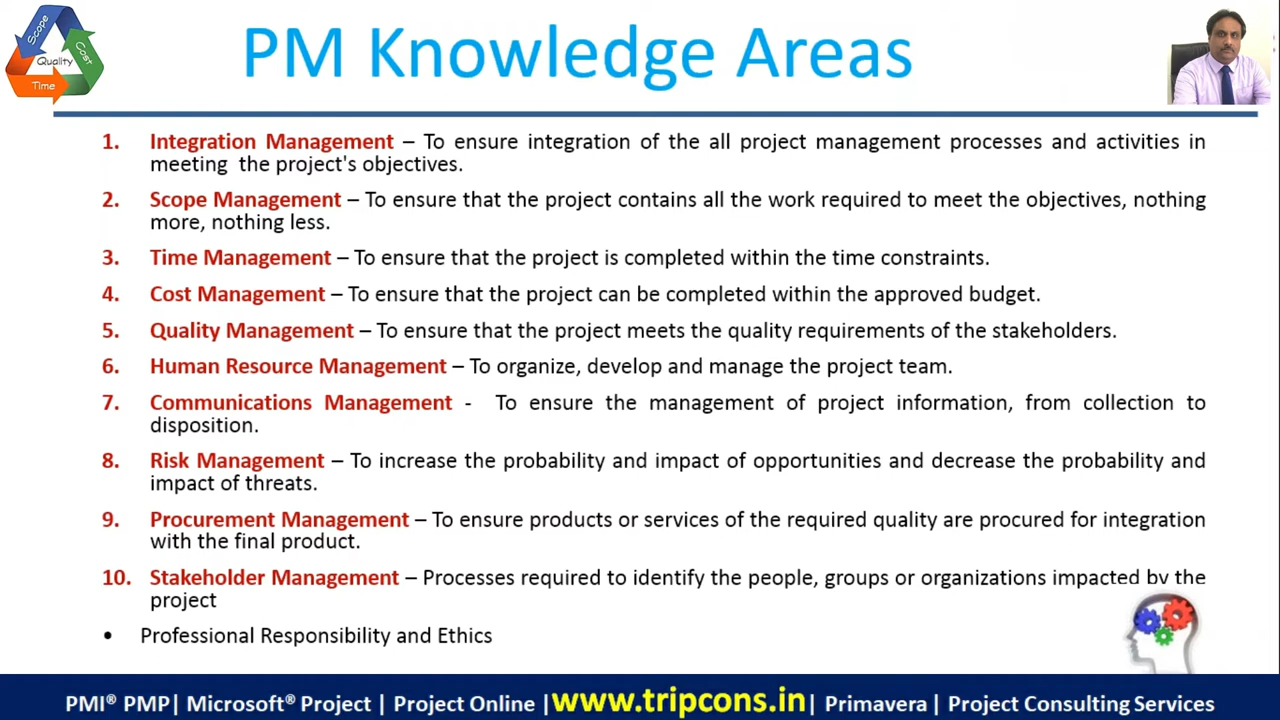 Scope
Cost
Quality
Time
PM Knowledge Areas
1. Integration Management – To ensure integration of the all project management processes and activities in
meeting the project's objectives.
2. Scope Management – To ensure that the project contains all the work required to meet the objectives, nothing
more, nothing less.
3. Time Management – To ensure that the project is completed within the time constraints.
4. Cost Management – To ensure that the project can be completed within the approved budget.
5. Quality Management – To ensure that the project meets the quality requirements of the stakeholders.
6. Human Resource Management – To organize, develop and manage the project team.
7. Communications Management - To ensure the management of project information, from collection to
disposition.
8. Risk Management – To increase the probability and impact of opportunities and decrease the probability and
impact of threats.
9. Procurement Management – To ensure products or services of the required quality are procured for integration
with the final product.
10. Stakeholder Management – Processes required to identify the people, groups or organizations impacted by the
project
• Professional Responsibility and Ethics
PMI® PMP| Microsoft® Project | Project Online |www.tripcons.in| Primavera | Project Consulting Services